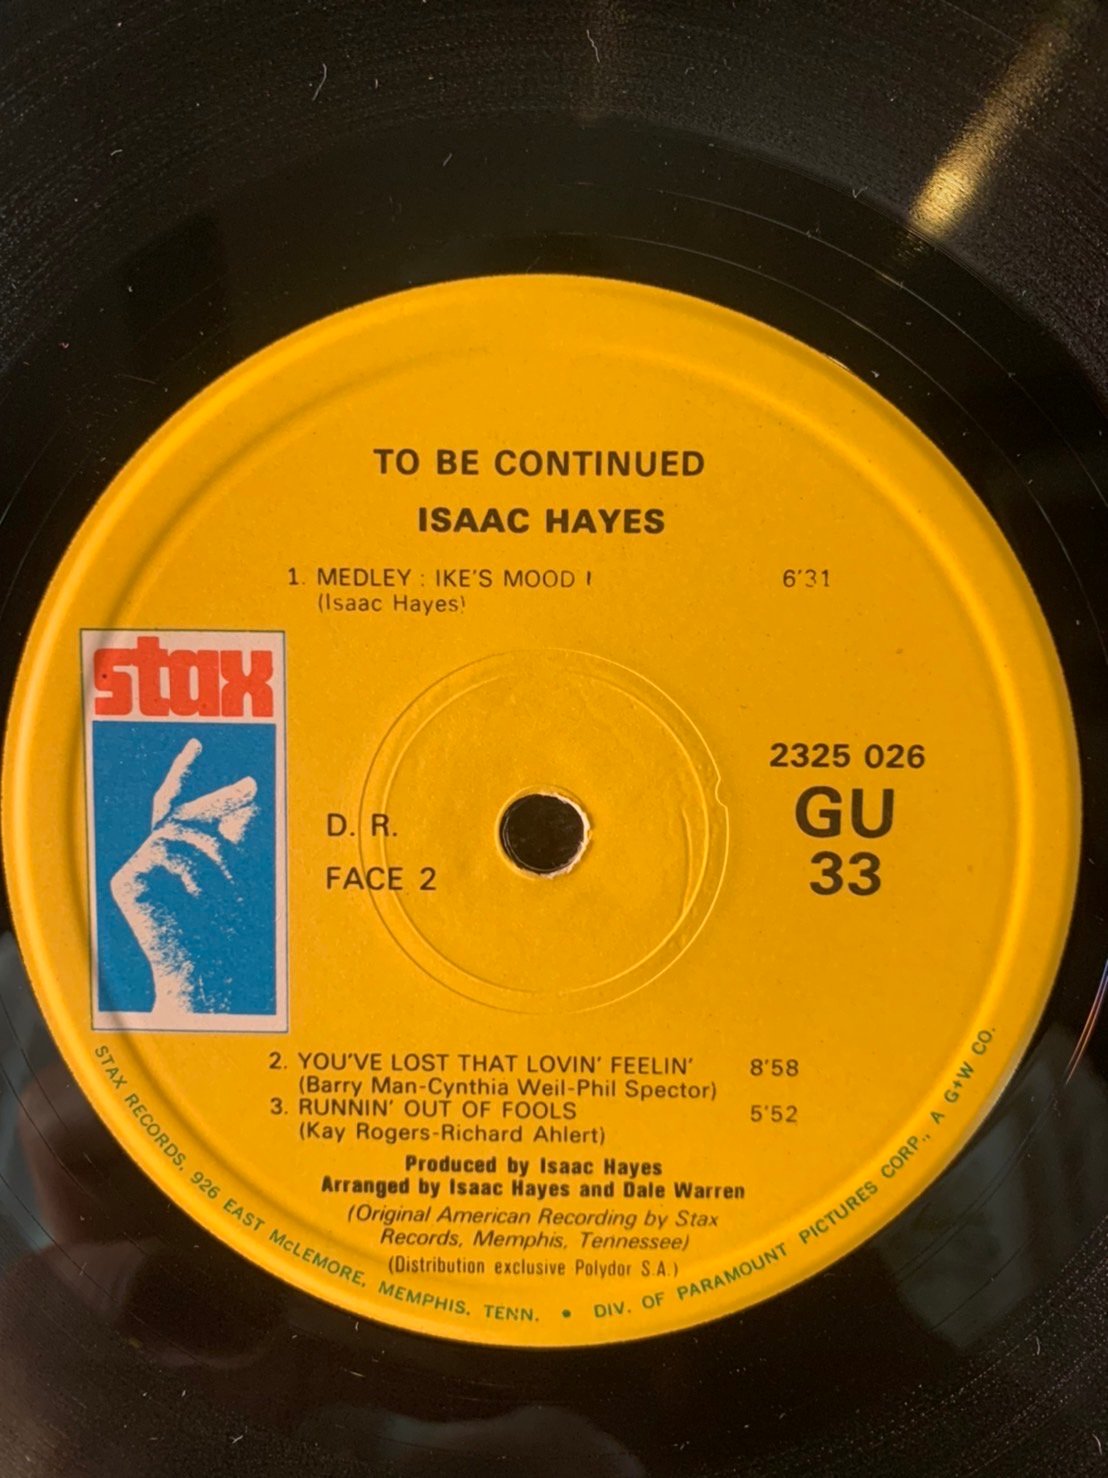 TO BE CONTINUED
ISAAC HAYES
1. MEDLEY : IKE'S MOOD I 6'31
(Isaac Hayes)
stax
2325 026
GU
33
D. R.
FACE 2
2. YOU'VE LOST THAT LOVIN' FEELIN' 8'58
(Barry Man-Cynthia Weil-Phil Spector)
3. RUNNIN' OUT OF FOOLS 5'52
(Kay Rogers-Richard Ahlert)
Produced by Isaac Hayes
Arranged by Isaac Hayes and Dale Warren
(Original American Recording by Stax
Records, Memphis, Tennessee)
(Distribution exclusive Polydor S.A.)
STAX RECORDS, 926 EAST McLEMORE, MEMPHIS, TENN. • DIV. OF PARAMOUNT PICTURES CORP., A G+W CO.